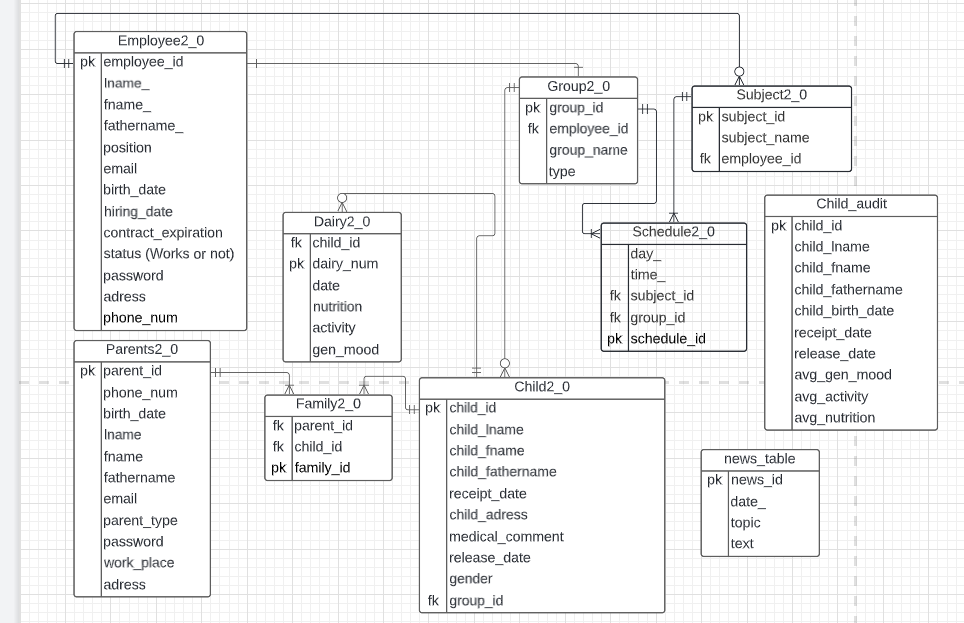 Employee2_0
pk employee_id
lname_
fname_
fathername_
position
email
birth_date
hiring_date
contract_expiration
status (Works or not)
password
adress
phone_num
Group2_0
pk group_id
fk employee_id
group_name
type
Subject2_0
pk subject_id
subject_name
fk employee_id
Dairy2_0
fk child_id
pk dairy_num
date
nutrition
activity
gen_mood
Schedule2_0
day_
time_
fk subject_id
fk group_id
pk schedule_id
Child_audit
pk child_id
child_lname
child_fname
child_fathername
child_birth_date
receipt_date
release_date
avg_gen_mood
avg_activity
avg_nutrition
Parents2_0
pk parent_id
phone_num
birth_date
lname
fname
fathername
email
parent_type
password
work_place
adress
Family2_0
fk parent_id
fk child_id
pk family_id
Child2_0
pk child_id
child_lname
child_fname
child_fathername
receipt_date
child_adress
medical_comment
release_date
gender
fk group_id
news_table
pk news_id
date_
topic
text